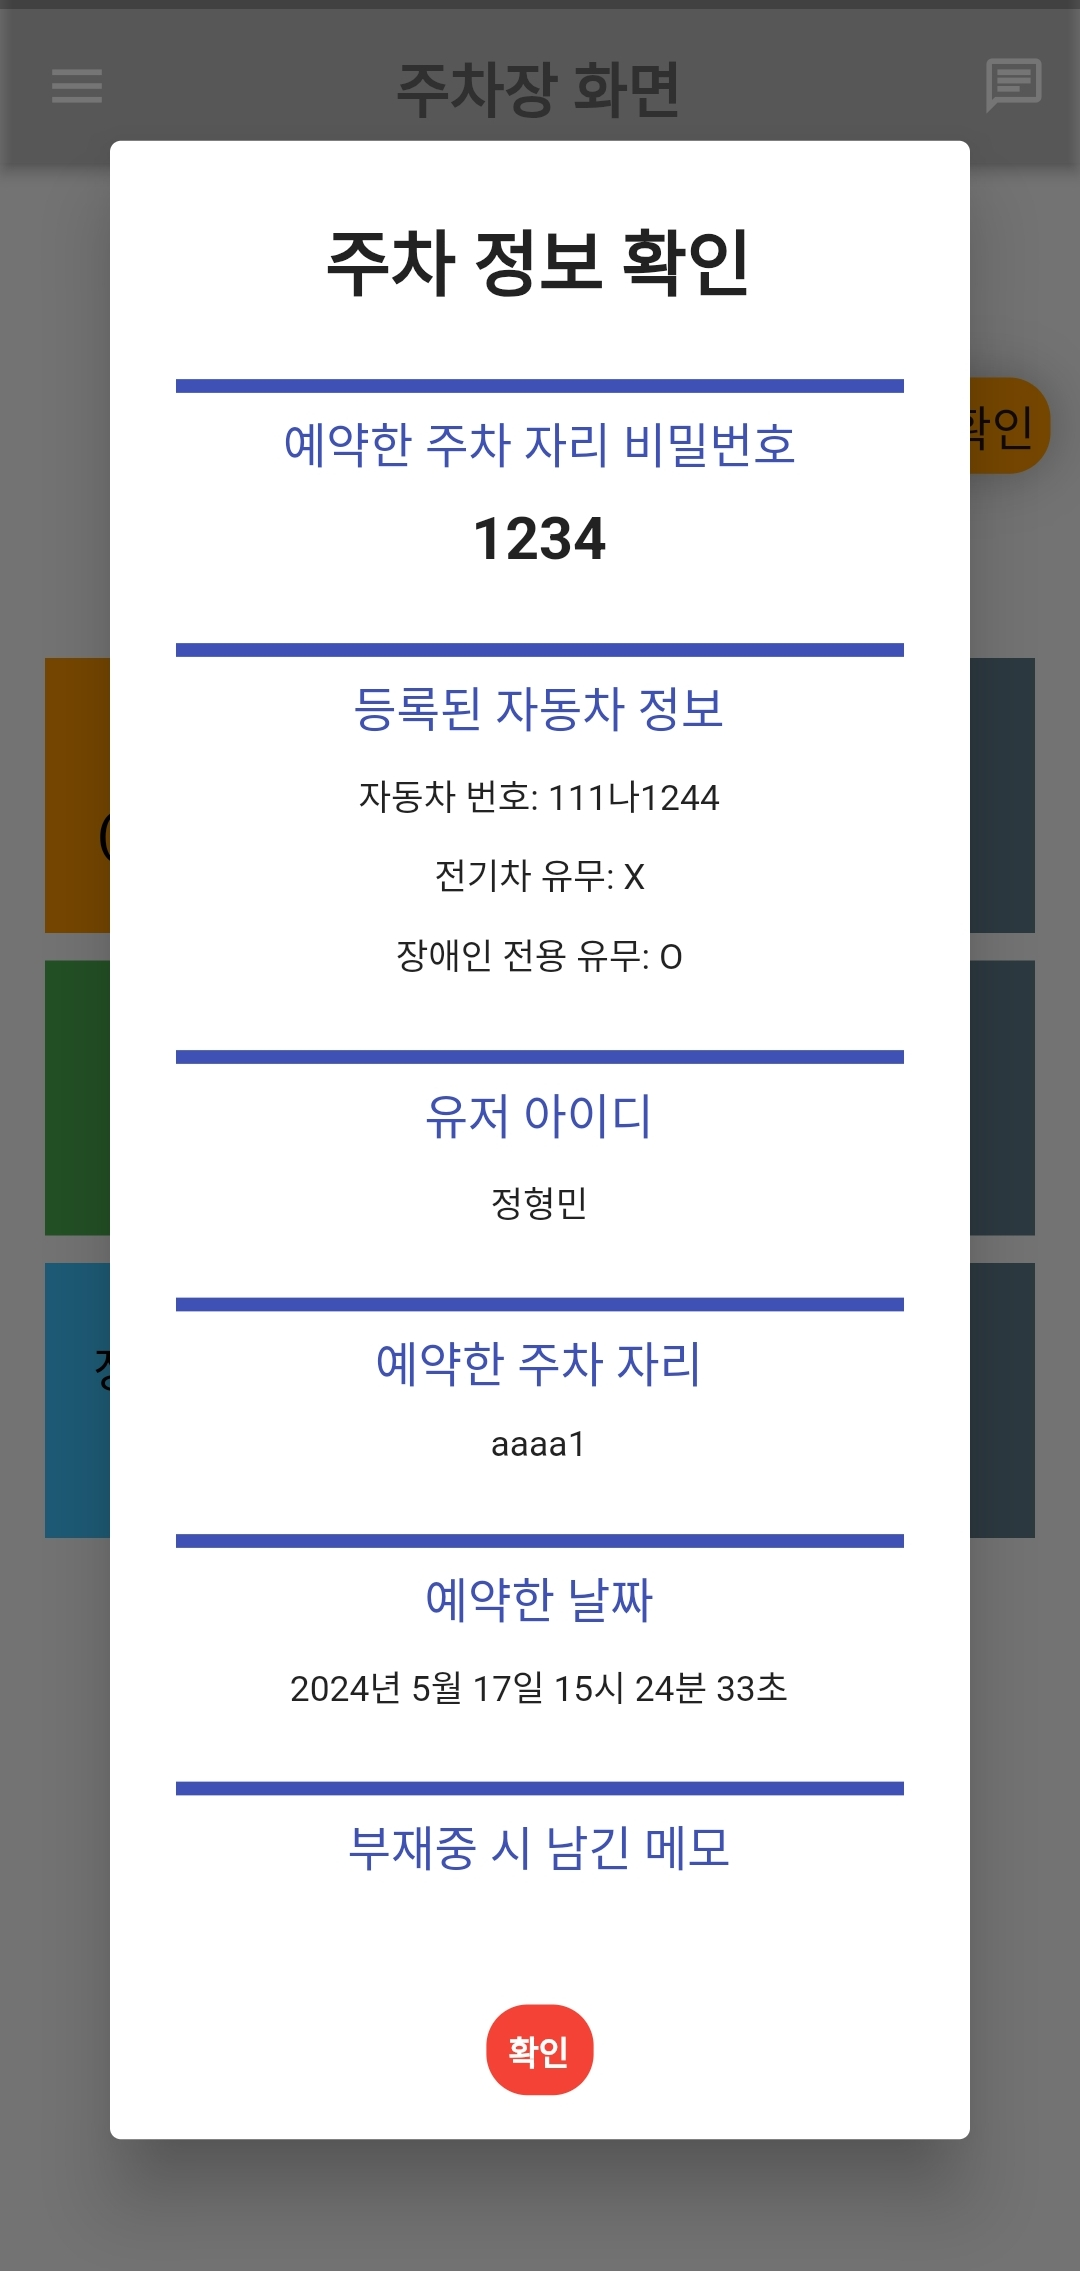 주차장 화면
주차 정보 확인
확인
예약한 주차 자리 비밀번호
1234
등록된 자동차 정보
자동차 번호: 111나1244
전기차 유무: X
장애인 전용 유무: O
유저 아이디
정형민
예약한 주차 자리
aaaa1
예약한 날짜
2024년 5월 17일 15시 24분 33초
부재중 시 남긴 메모
확인